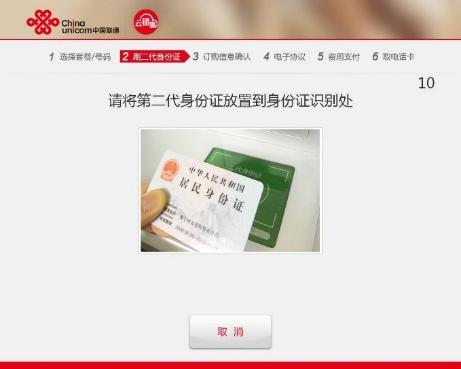 China
unicom中国联通
1 选择套餐/号码 2 刷二代身份证 3 订购信息确认 4 电子协议 5 费用支付 6 取电话卡
10
请将第二代身份证放置到身份证识别处
中华人民共和国
居民身份证
取 消